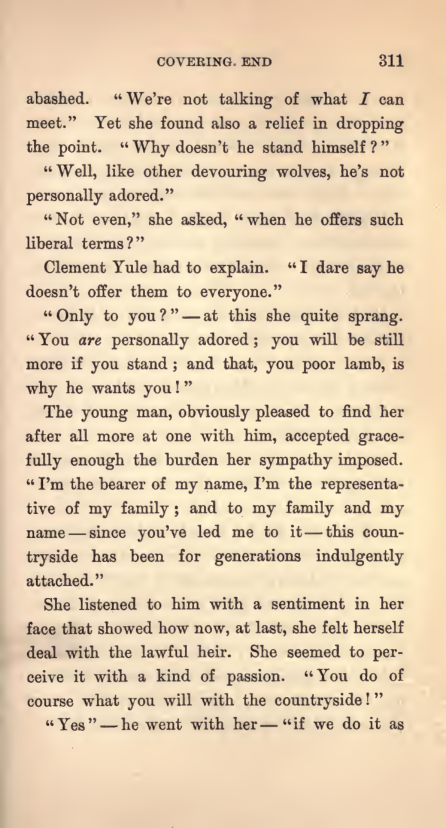 COVERING END 311
abashed. “We're not talking of what I can
meet.” Yet she found also a relief in dropping
the point. “Why doesn't he stand himself?”
“Well, like other devouring wolves, he's not
personally adored.”
“Not even,” she asked, “when he offers such
liberal terms?”
Clement Yule had to explain. “I dare say he
doesn't offer them to everyone.”
“Only to you?”—at this she quite sprang.
“You are personally adored; you will be still
more if you stand; and that, you poor lamb, is
why he wants you!”
The young man, obviously pleased to find her
after all more at one with him, accepted grace-
fully enough the burden her sympathy imposed.
“I'm the bearer of my name, I'm the representa-
tive of my family; and to my family and my
name—since you've led me to it—this coun-
tryside has been for generations indulgently
attached.”
She listened to him with a sentiment in her
face that showed how now, at last, she felt herself
deal with the lawful heir. She seemed to per-
ceive it with a kind of passion. “You do of
course what you will with the countryside!”
“Yes”—he went with her—“if we do it as